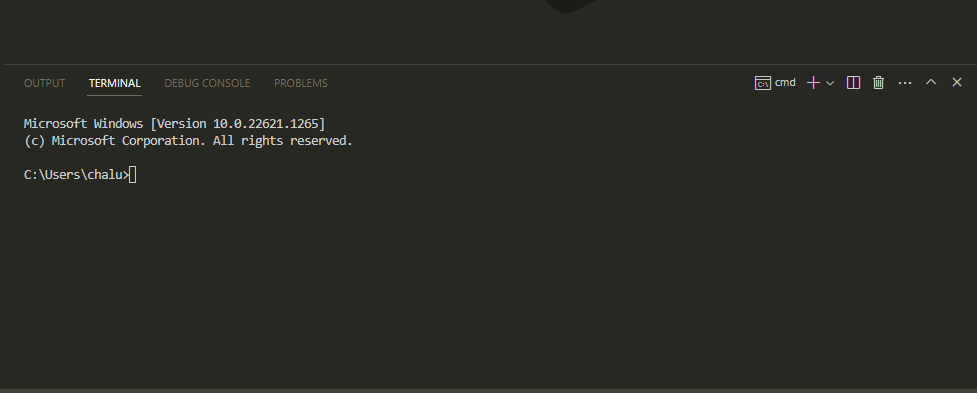 OUTPUT TERMINAL DEBUG CONSOLE PROBLEMS cmd
Microsoft Windows [Version 10.0.22621.1265]
(c) Microsoft Corporation. All rights reserved.
C:\Users\chalu>